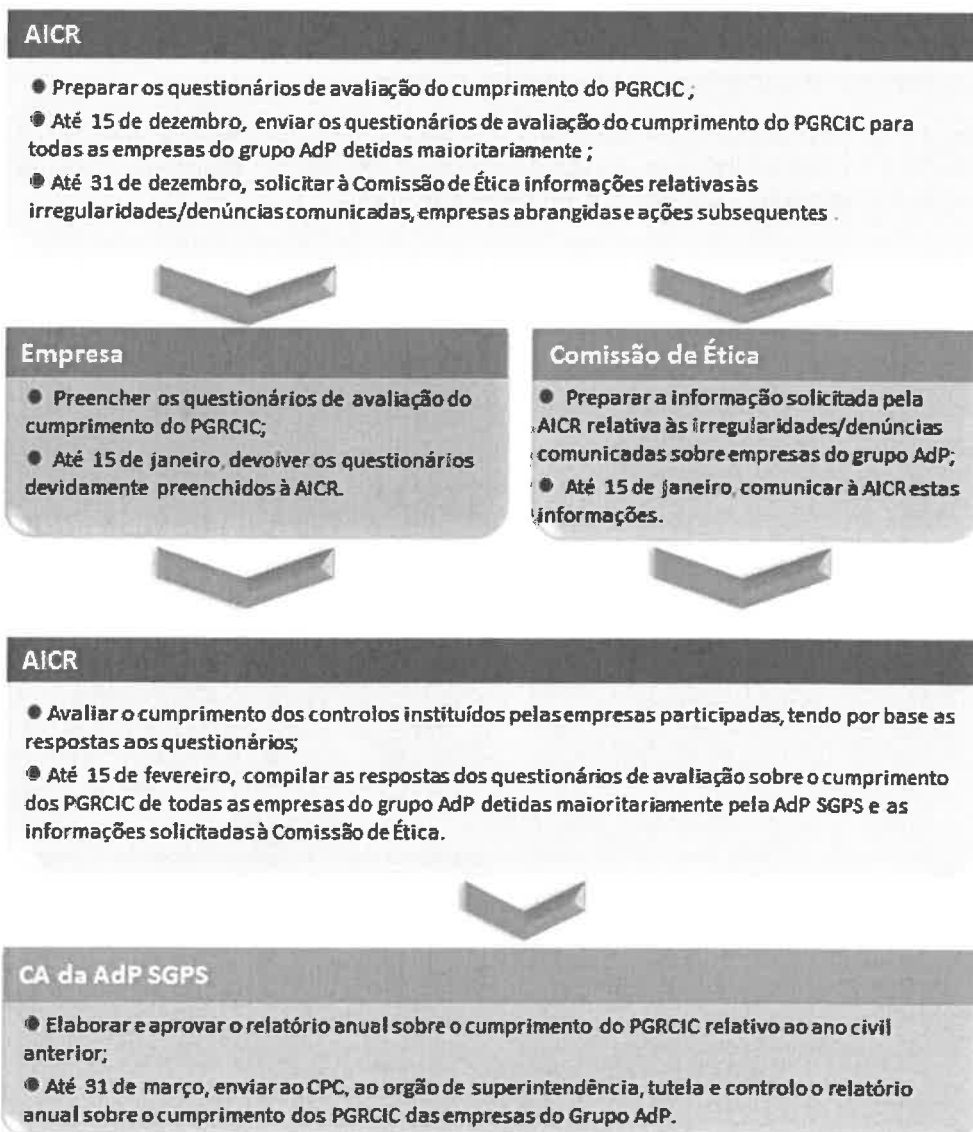 AICR
● Preparar os questionários de avaliação do cumprimento do PGRCIC ;
● Até 15 de dezembro, enviar os questionários de avaliação do cumprimento do PGRCIC para
todas as empresas do grupo AdP detidas maioritariamente ;
● Até 31 de dezembro, solicitar à Comissão de Ética informações relativas às
irregularidades/denúncias comunicadas, empresas abrangidas e ações subsequentes .
Empresa
● Preencher os questionários de avaliação do
cumprimento do PGRCIC;
● Até 15 de janeiro, devolver os questionários
devidamente preenchidos à AICR.
Comissão de Ética
● Preparar a informação solicitada pela
AICR relativa às irregularidades/denúncias
comunicadas sobre empresas do grupo AdP;
● Até 15 de janeiro, comunicar à AICR estas
informações.
AICR
● Avaliar o cumprimento dos controlos instituídos pelas empresas participadas, tendo por base as
respostas aos questionários;
● Até 15 de fevereiro, compilar as respostas dos questionários de avaliação sobre o cumprimento
dos PGRCIC de todas as empresas do grupo AdP detidas maioritariamente pela AdP SGPS e as
informações solicitadas à Comissão de Ética.
CA da AdP SGPS
● Elaborar e aprovar o relatório anual sobre o cumprimento do PGRCIC relativo ao ano civil
anterior;
● Até 31 de março, enviar ao CPC, ao orgão de superintendência, tutela e controlo o relatório
anual sobre o cumprimento dos PGRCIC das empresas do Grupo AdP.